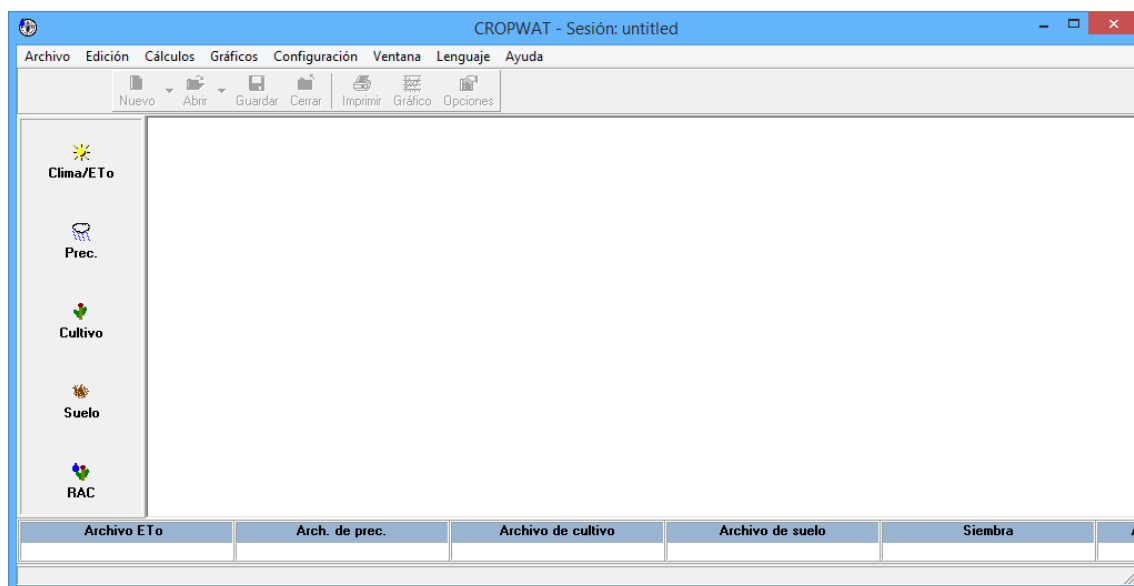 CROPWAT - Sesión: untitled
Archivo Edición Cálculos Gráficos Configuración Ventana Lenguaje Ayuda
Nuevo Abrir Guardar Cerrar Imprimir Gráfico Opciones
Clima/ETo
Prec.
Cultivo
Suelo
RAC
Archivo ETo Arch. de prec. Archivo de cultivo Archivo de suelo Siembra